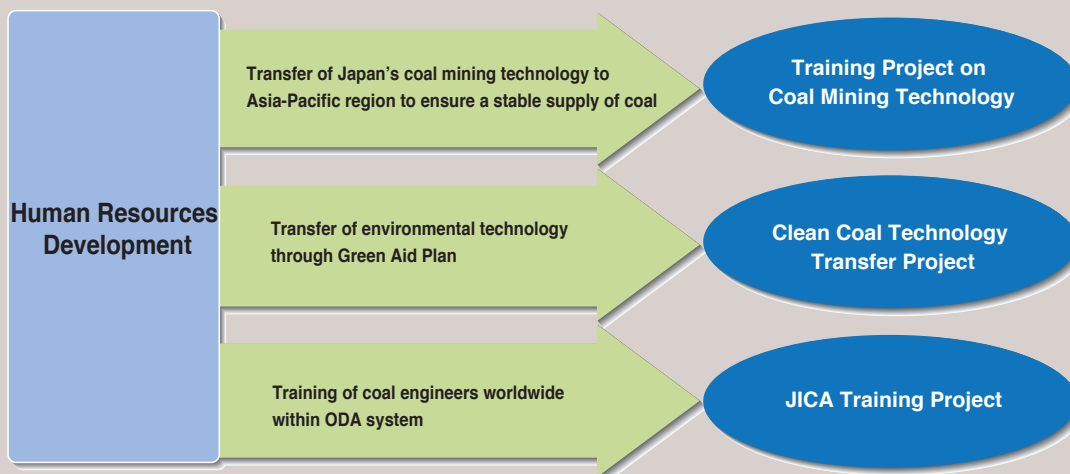 Human Resources
Development
Transfer of Japan's coal mining technology to
Asia-Pacific region to ensure a stable supply of coal
Training Project on
Coal Mining Technology
Transfer of environmental technology
through Green Aid Plan
Clean Coal Technology
Transfer Project
Training of coal engineers worldwide
within ODA system
JICA Training Project